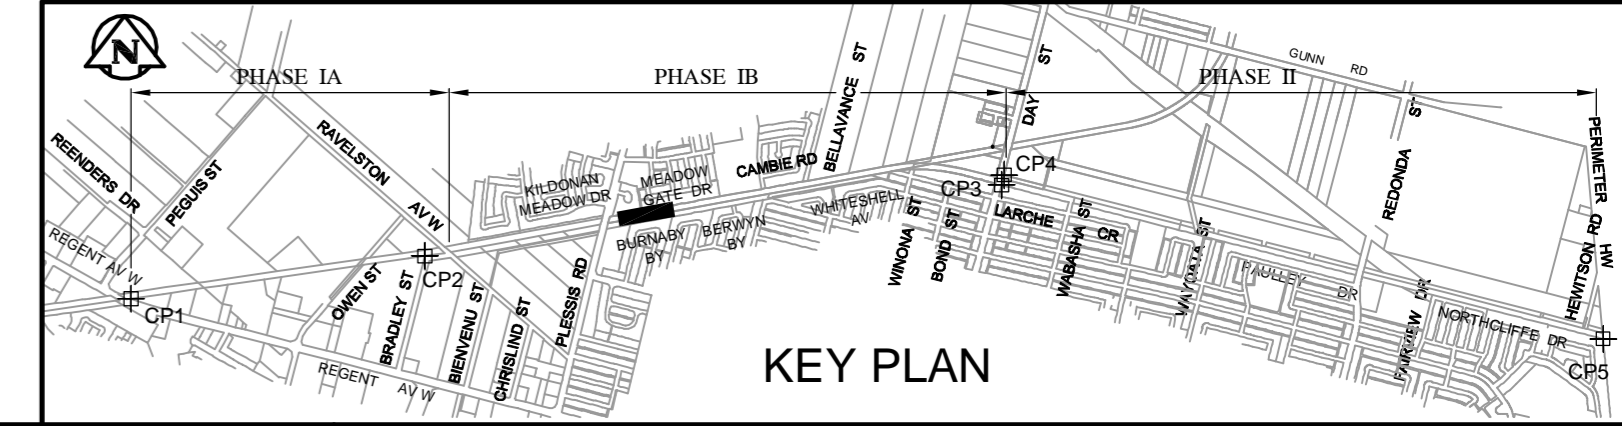 N
PHASE IA
PHASE IB
PHASE II
GUNN RD
REENDERS DR
PEGUIS ST
RAVELSTON AV W
REGENT AV W
CP1
OWEN ST
BRADLEY ST
CP2
BIENVENU ST
CHRISLIND ST
REGENT AV W
PLESSIS RD
KILDONAN
MEADOW DR
MEADOW
GATE DR
BURNABY
BY
BERWYN
BY
CAMBIE RD
BELLAVANCE ST
WHITESHELL
AV
WINONA ST
BOND ST
DAY ST
CP3
CP4
LARCHE CR
WABASHA ST
WAYOATA ST
PAULLEY DR
REDONDA ST
FAIRVIEW DR
NORTHCLIFFE DR
HEWITSON RD
PERIMETER HW
CP5
KEY PLAN